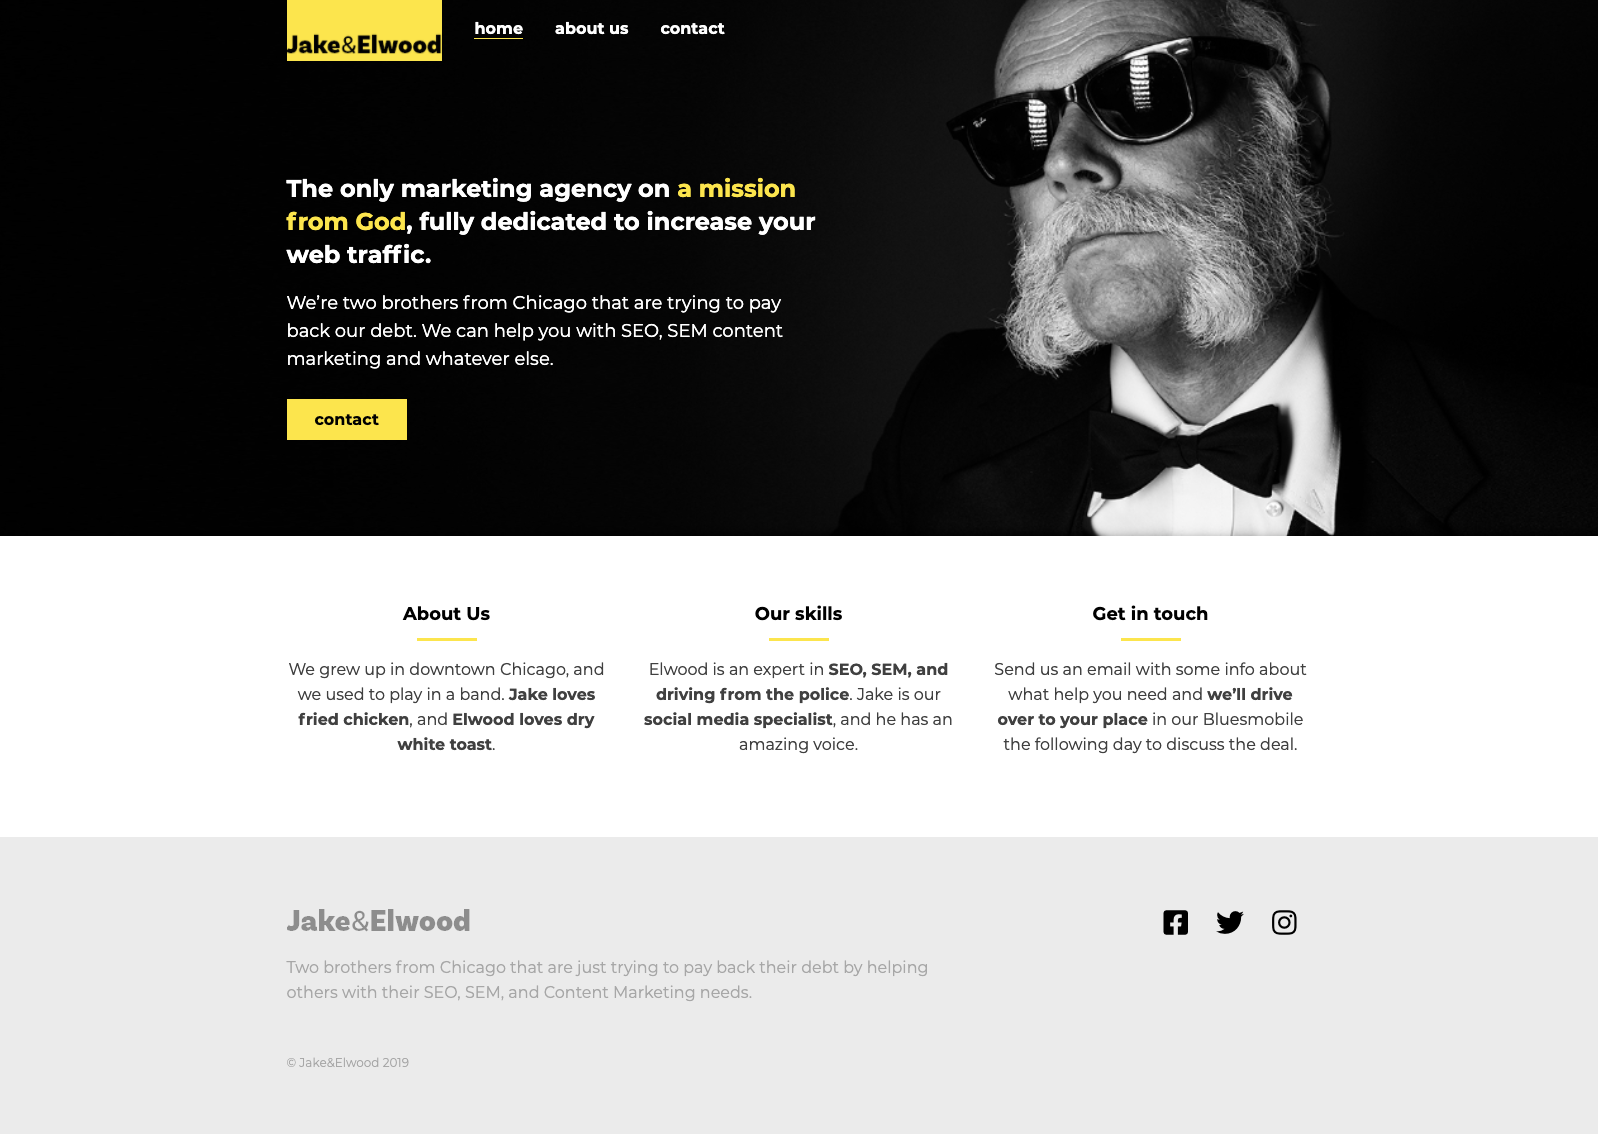 Jake&Elwood
home
about us
contact
The only marketing agency on a mission
from God, fully dedicated to increase your
web traffic.
We're two brothers from Chicago that are trying to pay
back our debt. We can help you with SEO, SEM content
marketing and whatever else.
contact
About Us
We grew up in downtown Chicago, and
we used to play in a band. Jake loves
fried chicken, and Elwood loves dry
white toast.
Our skills
Elwood is an expert in SEO, SEM, and
driving from the police. Jake is our
social media specialist, and he has an
amazing voice.
Get in touch
Send us an email with some info about
what help you need and we’ll drive
over to your place in our Bluesmobile
the following day to discuss the deal.
Jake&Elwood
Two brothers from Chicago that are just trying to pay back their debt by helping
others with their SEO, SEM, and Content Marketing needs.
© Jake&Elwood 2019